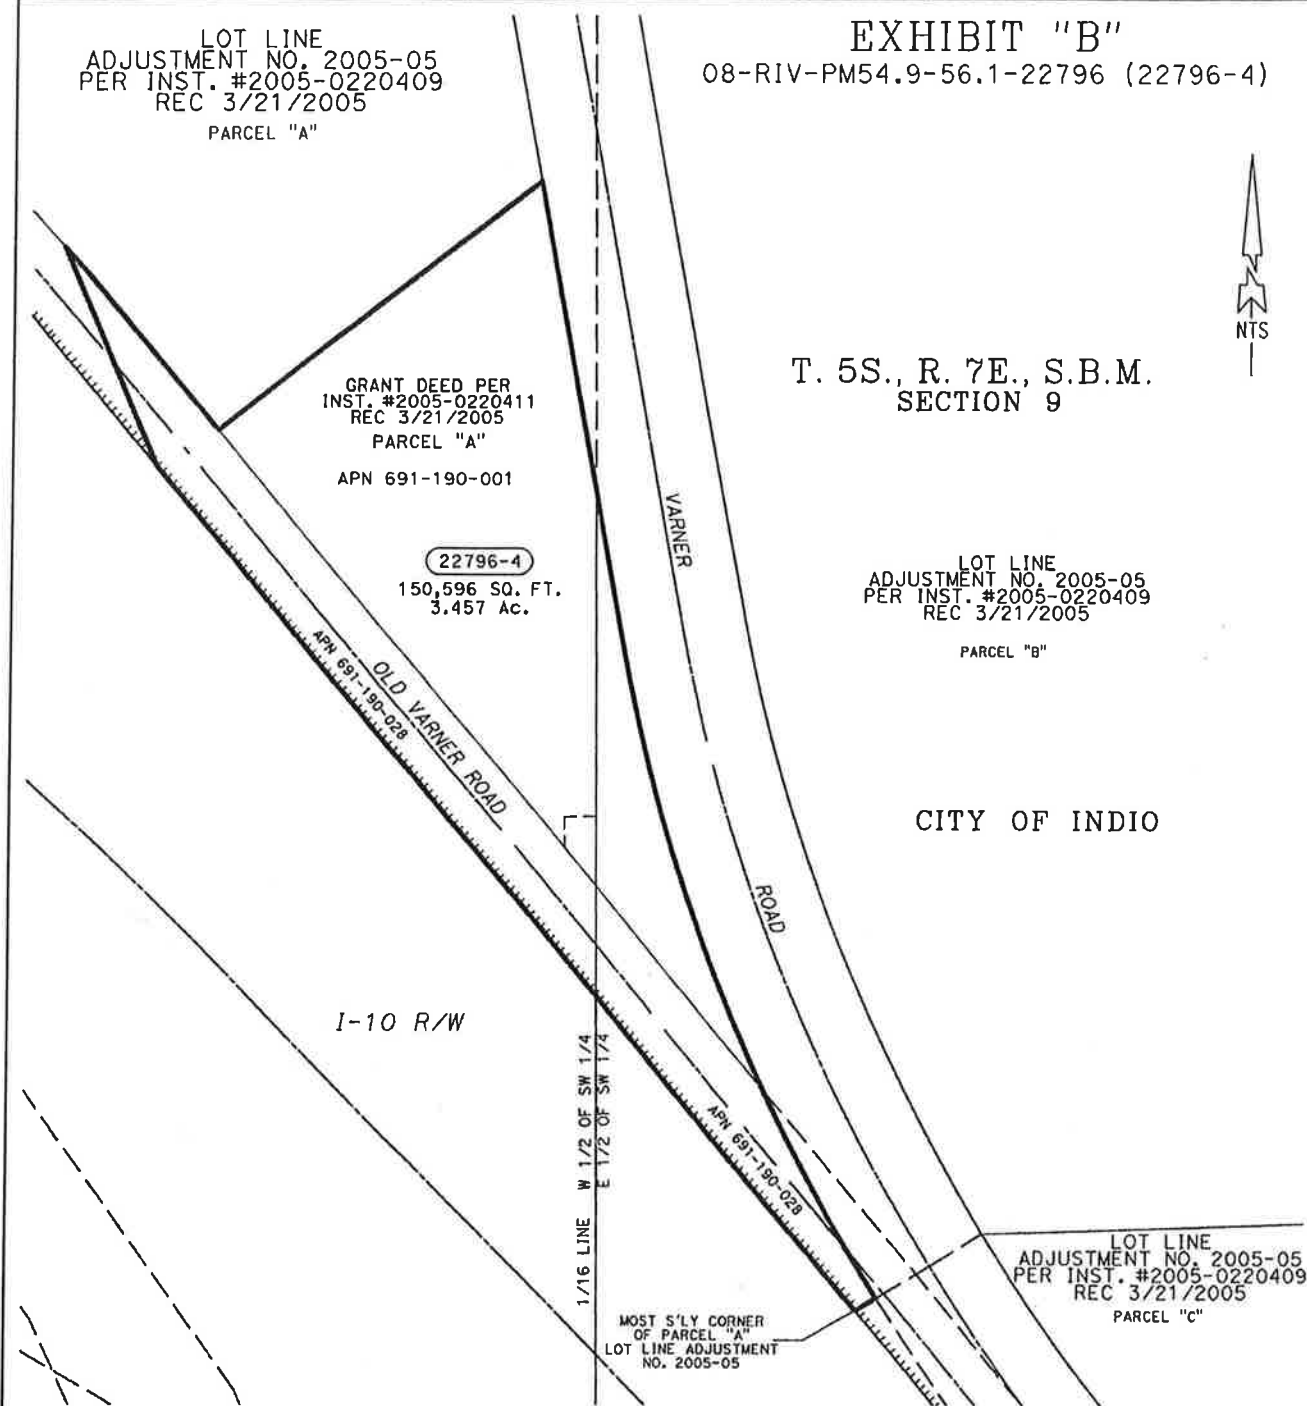 EXHIBIT "B"
08-RIV-PM54.9-56.1-22796 (22796-4)
LOT LINE
ADJUSTMENT NO. 2005-05
PER INST. #2005-0220409
REC 3/21/2005
PARCEL "A"
NTS
T. 5S., R. 7E., S.B.M.
SECTION 9
GRANT DEED PER
INST. #2005-0220411
REC 3/21/2005
PARCEL "A"
APN 691-190-001
22796-4
150,596 SQ. FT.
3.457 Ac.
VARNER
LOT LINE
ADJUSTMENT NO. 2005-05
PER INST. #2005-0220409
REC 3/21/2005
PARCEL "B"
APN 691-190-028
OLD VARNER ROAD
CITY OF INDIO
ROAD
I-10 R/W
1/16 LINE
W 1/2 OF SW 1/4
E 1/2 OF SW 1/4
APN 691-190-028
LOT LINE
ADJUSTMENT NO. 2005-05
PER INST. #2005-0220409
REC 3/21/2005
PARCEL "C"
MOST S'LY CORNER
OF PARCEL "A"
LOT LINE ADJUSTMENT
NO. 2005-05